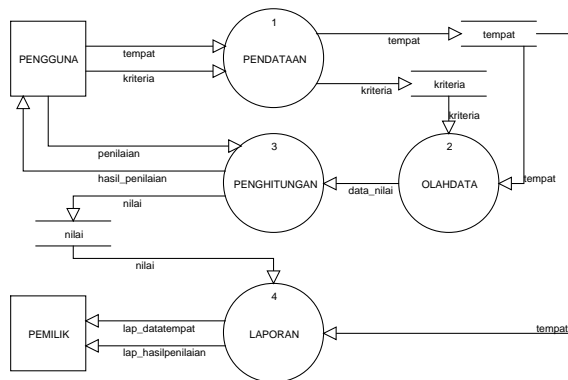 1
PENGGUNA
tempat
kriteria
PENDATAAN
tempat
tempat
kriteria
kriteria
kriteria
penilaian
hasil_penilaian
3
PENGHITUNGAN
nilai
data_nilai
2
OLAHDATA
tempat
nilai
nilai
4
PEMILIK
lap_datatempat
lap_hasilpenilaian
LAPORAN
tempat